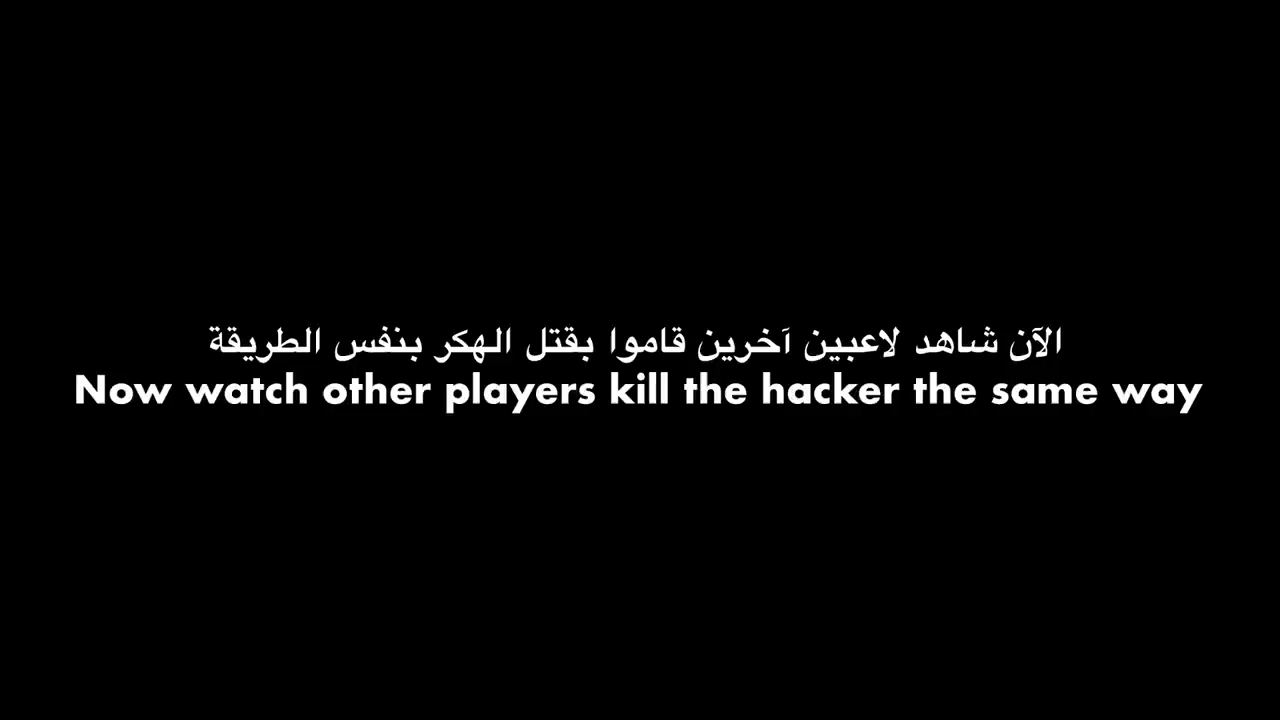 الآن شاهد لاعبين آخرين قاموا بقتل الهكر بنفس الطريقة
Now watch other players kill the hacker the same way